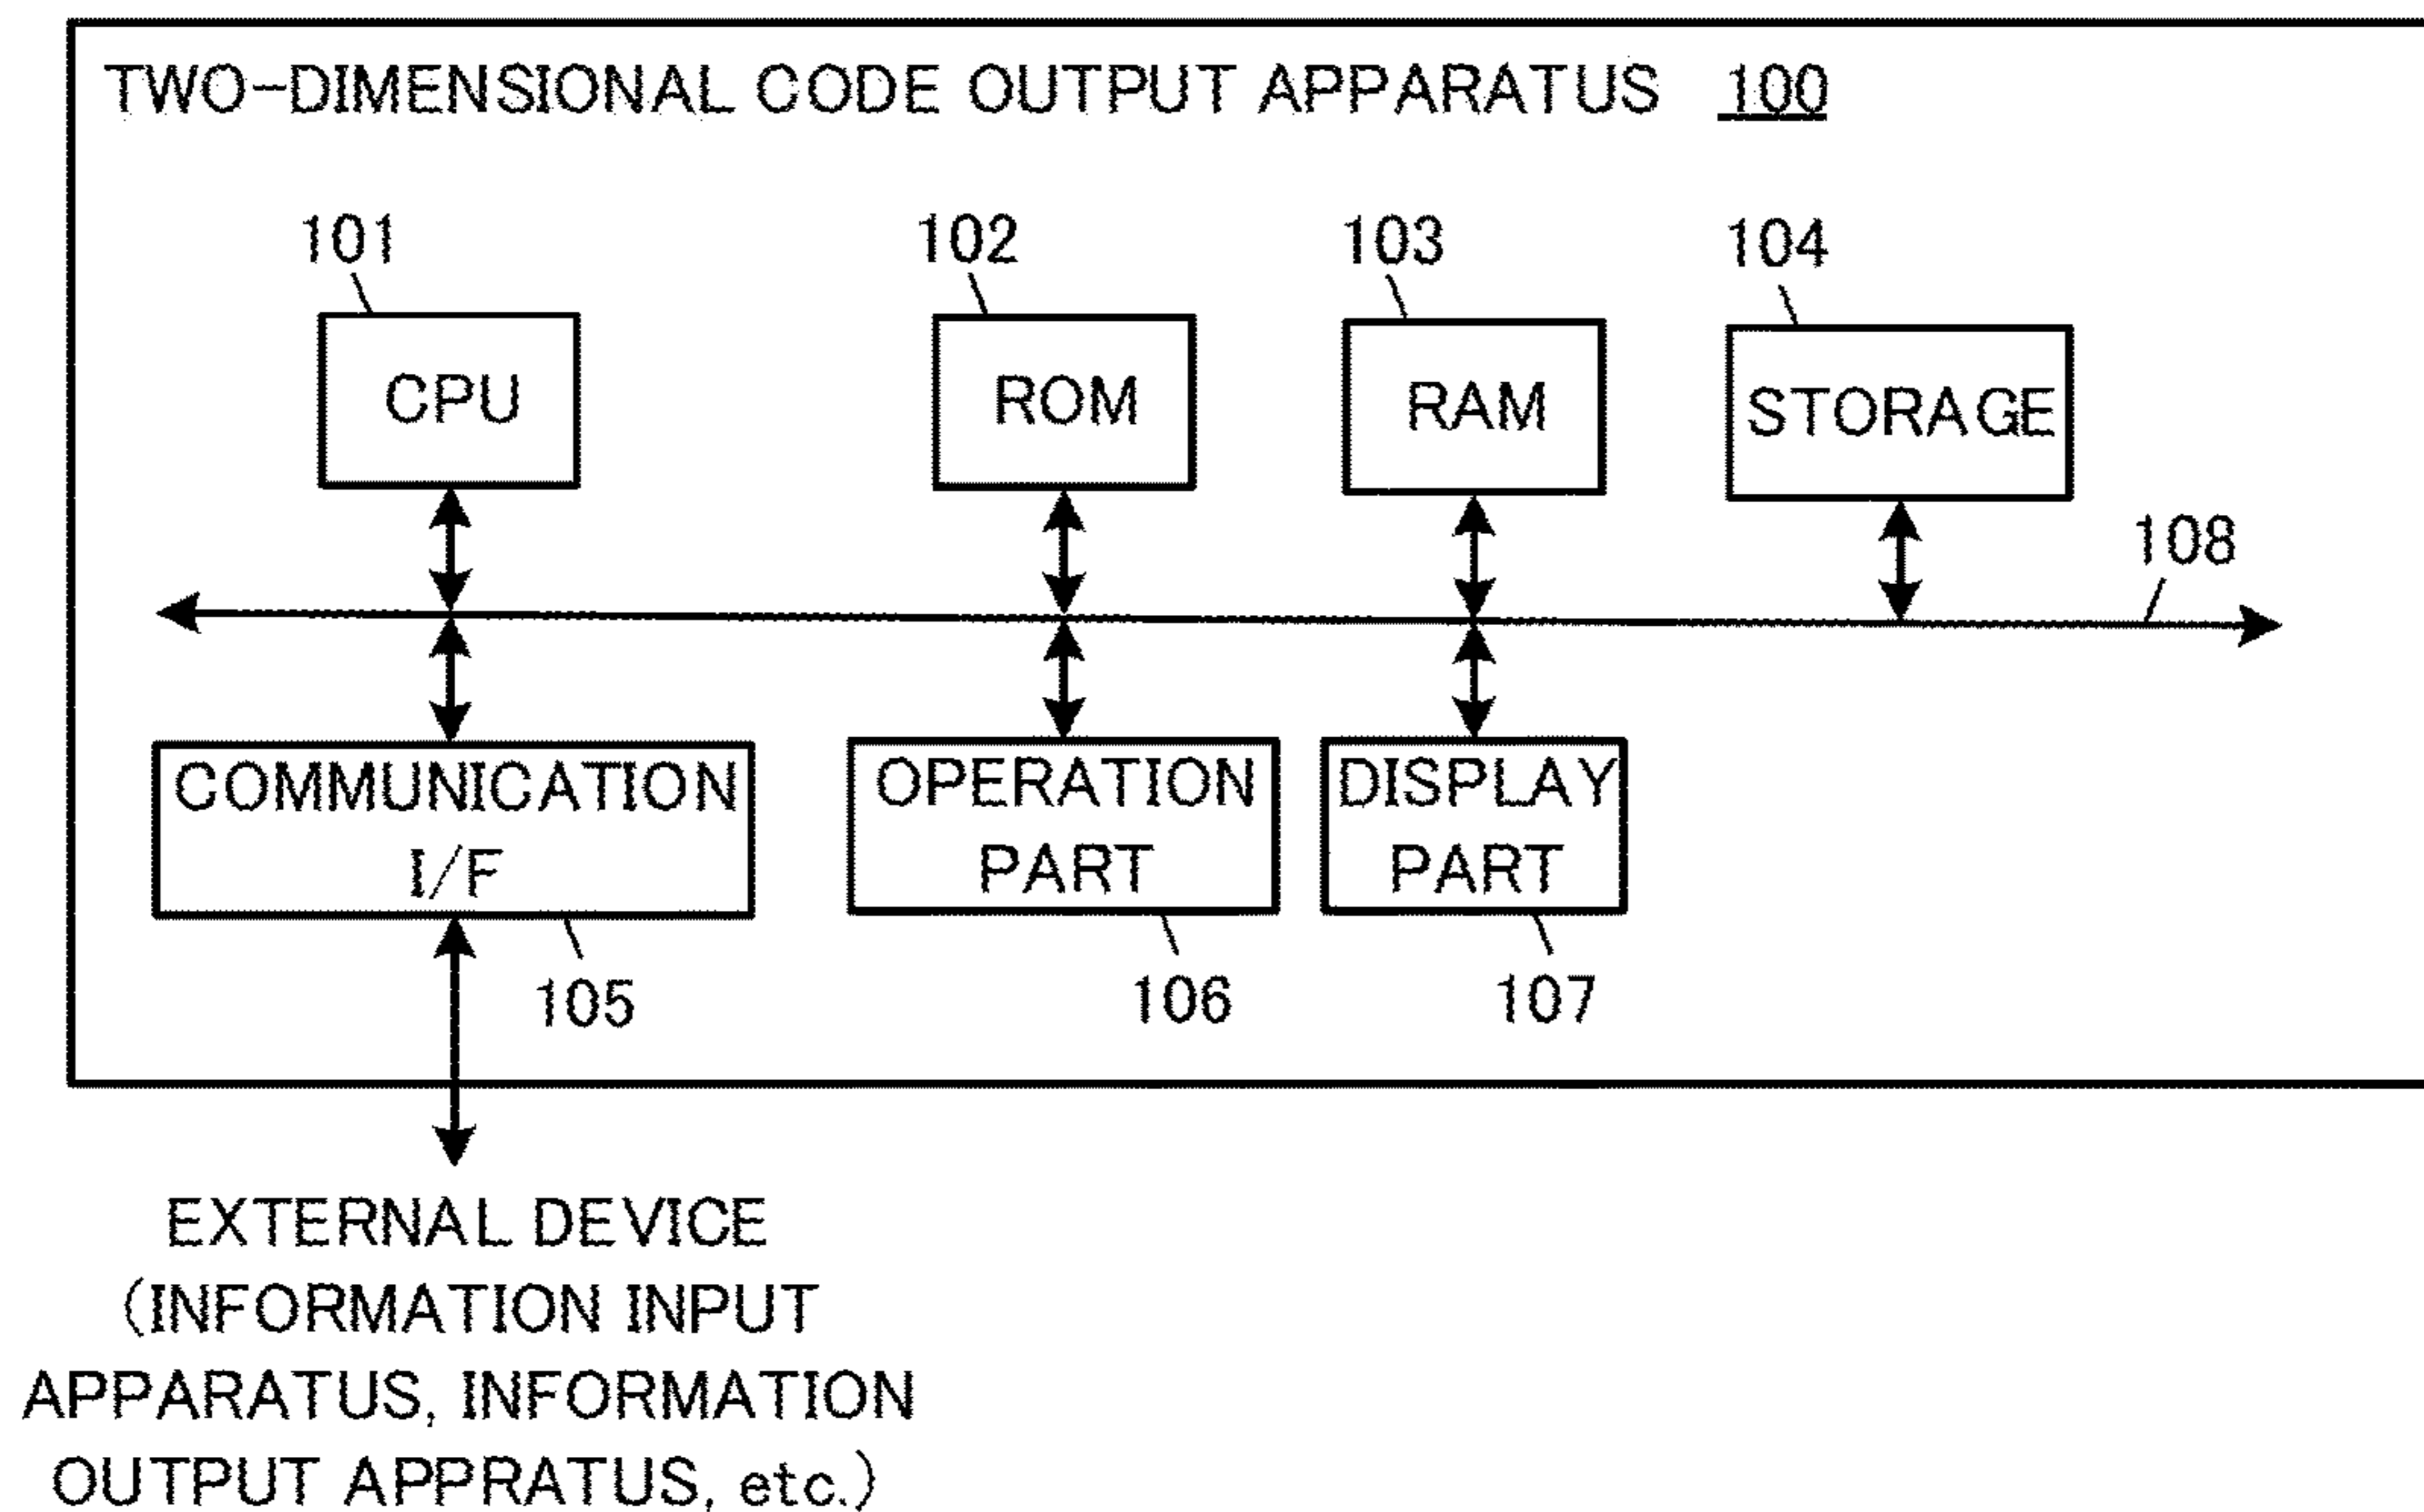 TWO-DIMENSIONAL CODE OUTPUT APPARATUS 100
101
102
103
104
CPU
ROM
RAM
STORAGE
108
COMMUNICATION
I/F
OPERATION
PART
DISPLAY
PART
105
106
107
EXTERNAL DEVICE
(INFORMATION INPUT
APPARATUS, INFORMATION
OUTPUT APPRATUS, etc.)